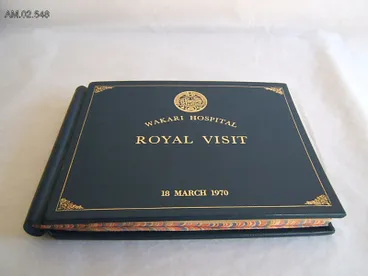 AM.02.548
WAKARI HOSPITAL
ROYAL VISIT
18 MARCH 1970